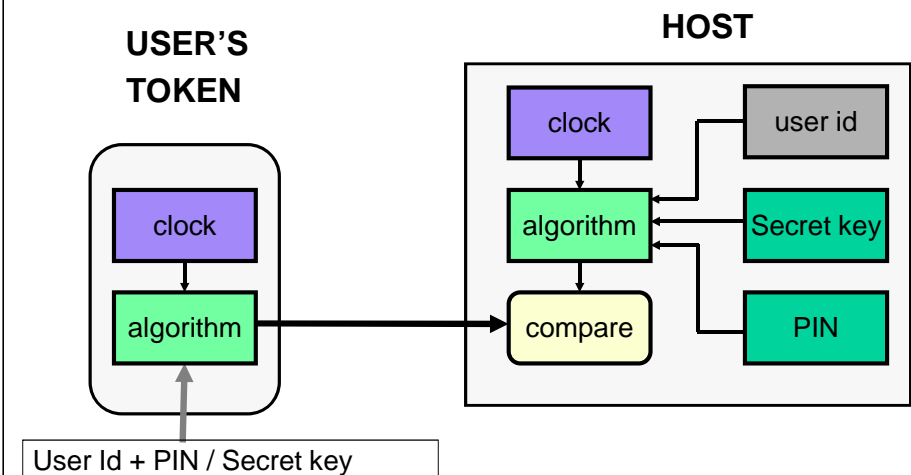 USER’S
TOKEN
HOST
clock
algorithm
User Id + PIN / Secret key
clock
algorithm
compare
user id
Secret key
PIN